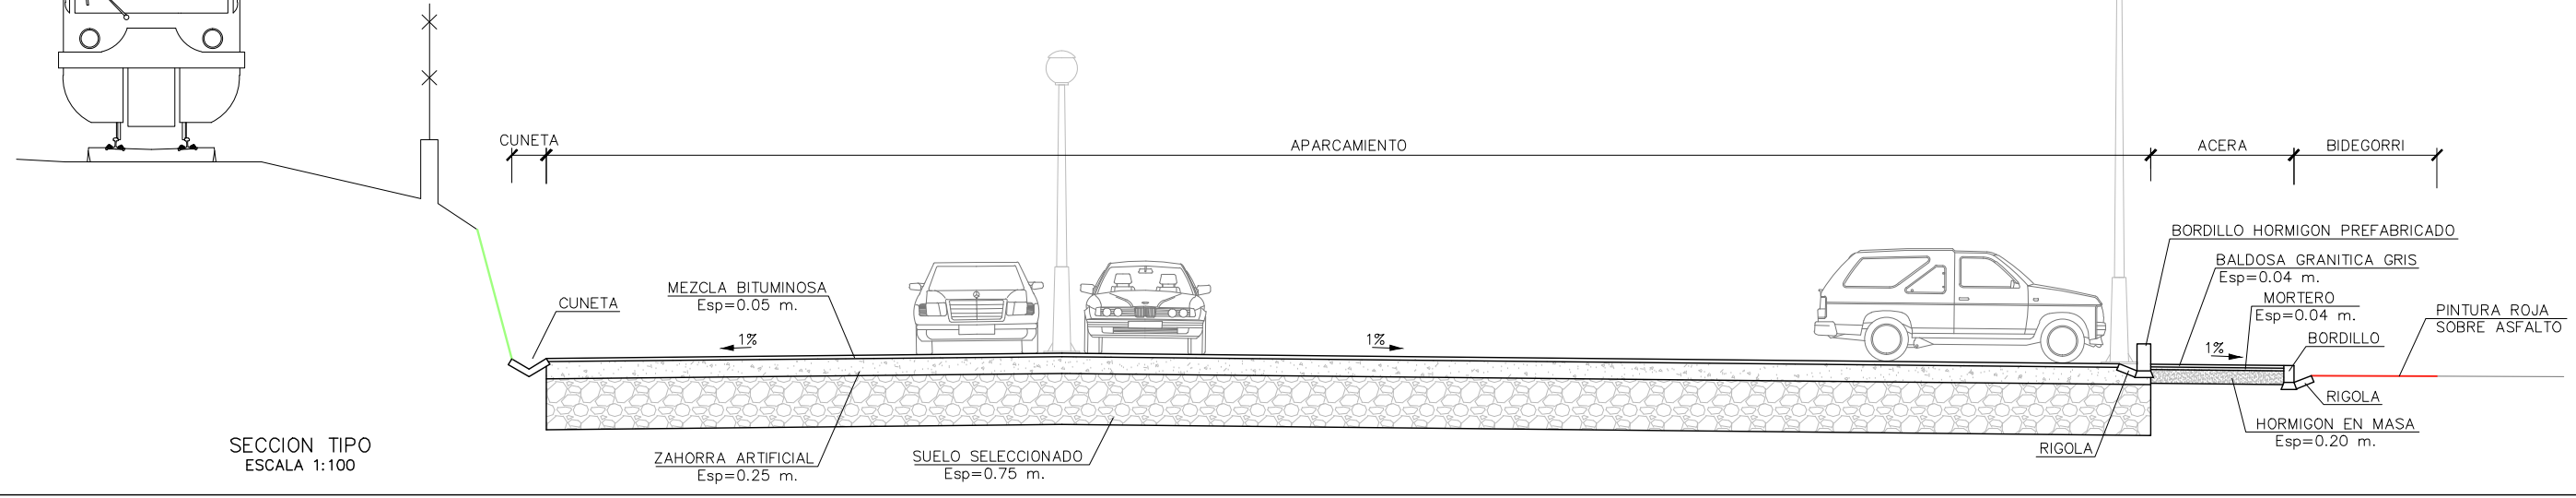 CUNETA
APARCAMIENTO
ACERA
BIDEGORRI
BORDILLO HORMIGON PREFABRICADO
BALDOSA GRANITICA GRIS
Esp=0.04 m.
MORTERO
Esp=0.04 m.
PINTURA ROJA
SOBRE ASFALTO
MEZCLA BITUMINOSA
Esp=0.05 m.
CUNETA
1%
1%
1%
BORDILLO
RIGOLA
HORMIGON EN MASA
Esp=0.20 m.
RIGOLA
SECCION TIPO
ESCALA 1:100
ZAHORRA ARTIFICIAL
Esp=0.25 m.
SUELO SELECCIONADO
Esp=0.75 m.